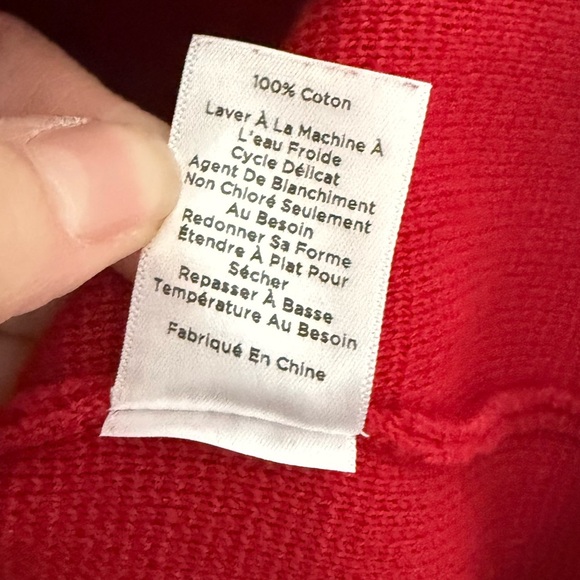 100% Coton
Laver À La Machine À
L'eau Froide
Cycle Délicat
Agent De Blanchiment
Non Chloré Seulement
Au Besoin
Redonner Sa Forme
Étendre À Plat Pour
Sécher
Repasser À Basse
Température Au Besoin
Fabriqué En Chine